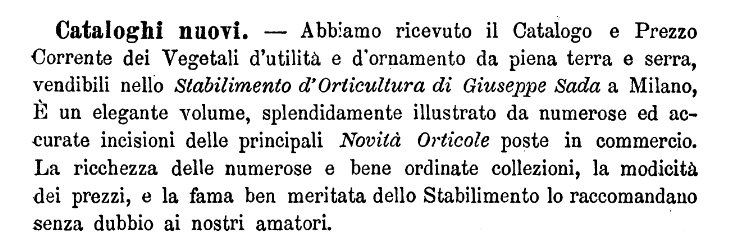 Cataloghi nuovi. — Abbiamo ricevuto il Catalogo e Prezzo
Corrente dei Vegetali d'utilità e d'ornamento da piena terra e serra,
vendibili nello Stabilimento d'Orticultura di Giuseppe Sada a Milano,
È un elegante volume, splendidamente illustrato da numerose ed ac-
curate incisioni delle principali Novità Orticole poste in commercio.
La ricchezza delle numerose e bene ordinate collezioni, la modicità
dei prezzi, e la fama ben meritata dello Stabilimento lo raccomandano
senza dubbio ai nostri amatori.